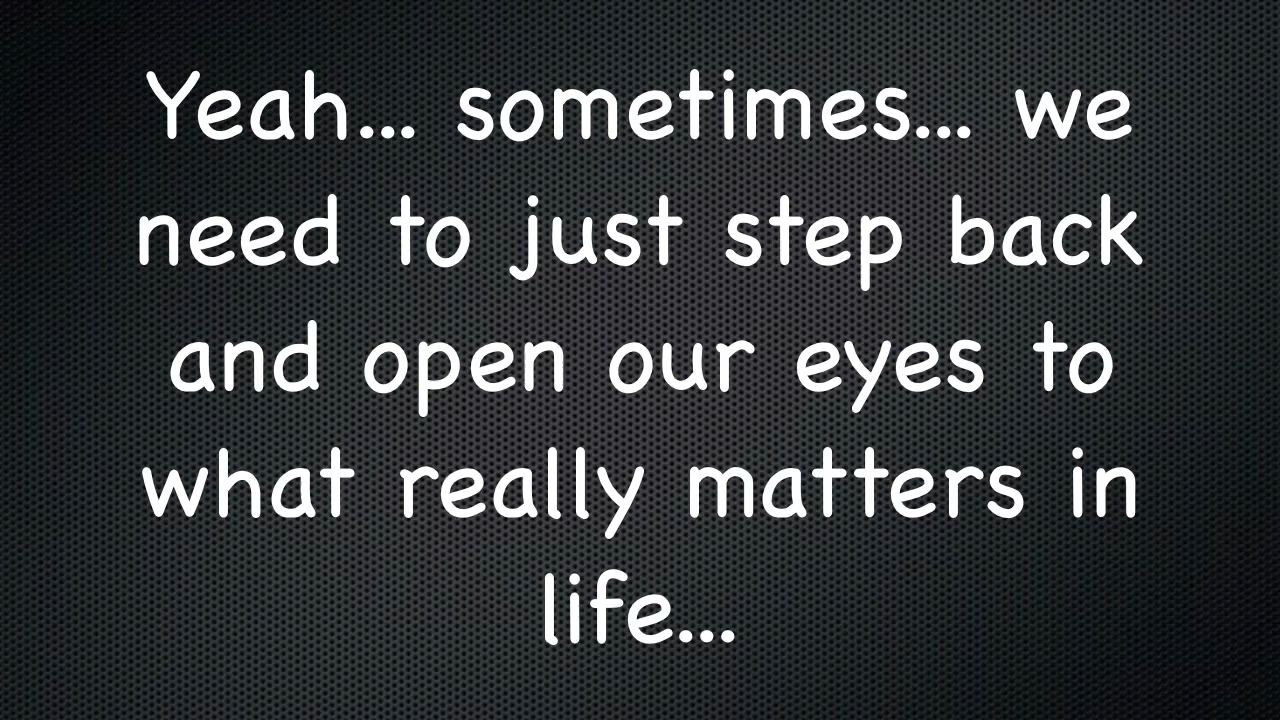 Yeah... sometimes... we
need to just step back
and open our eyes to
what really matters in
life...